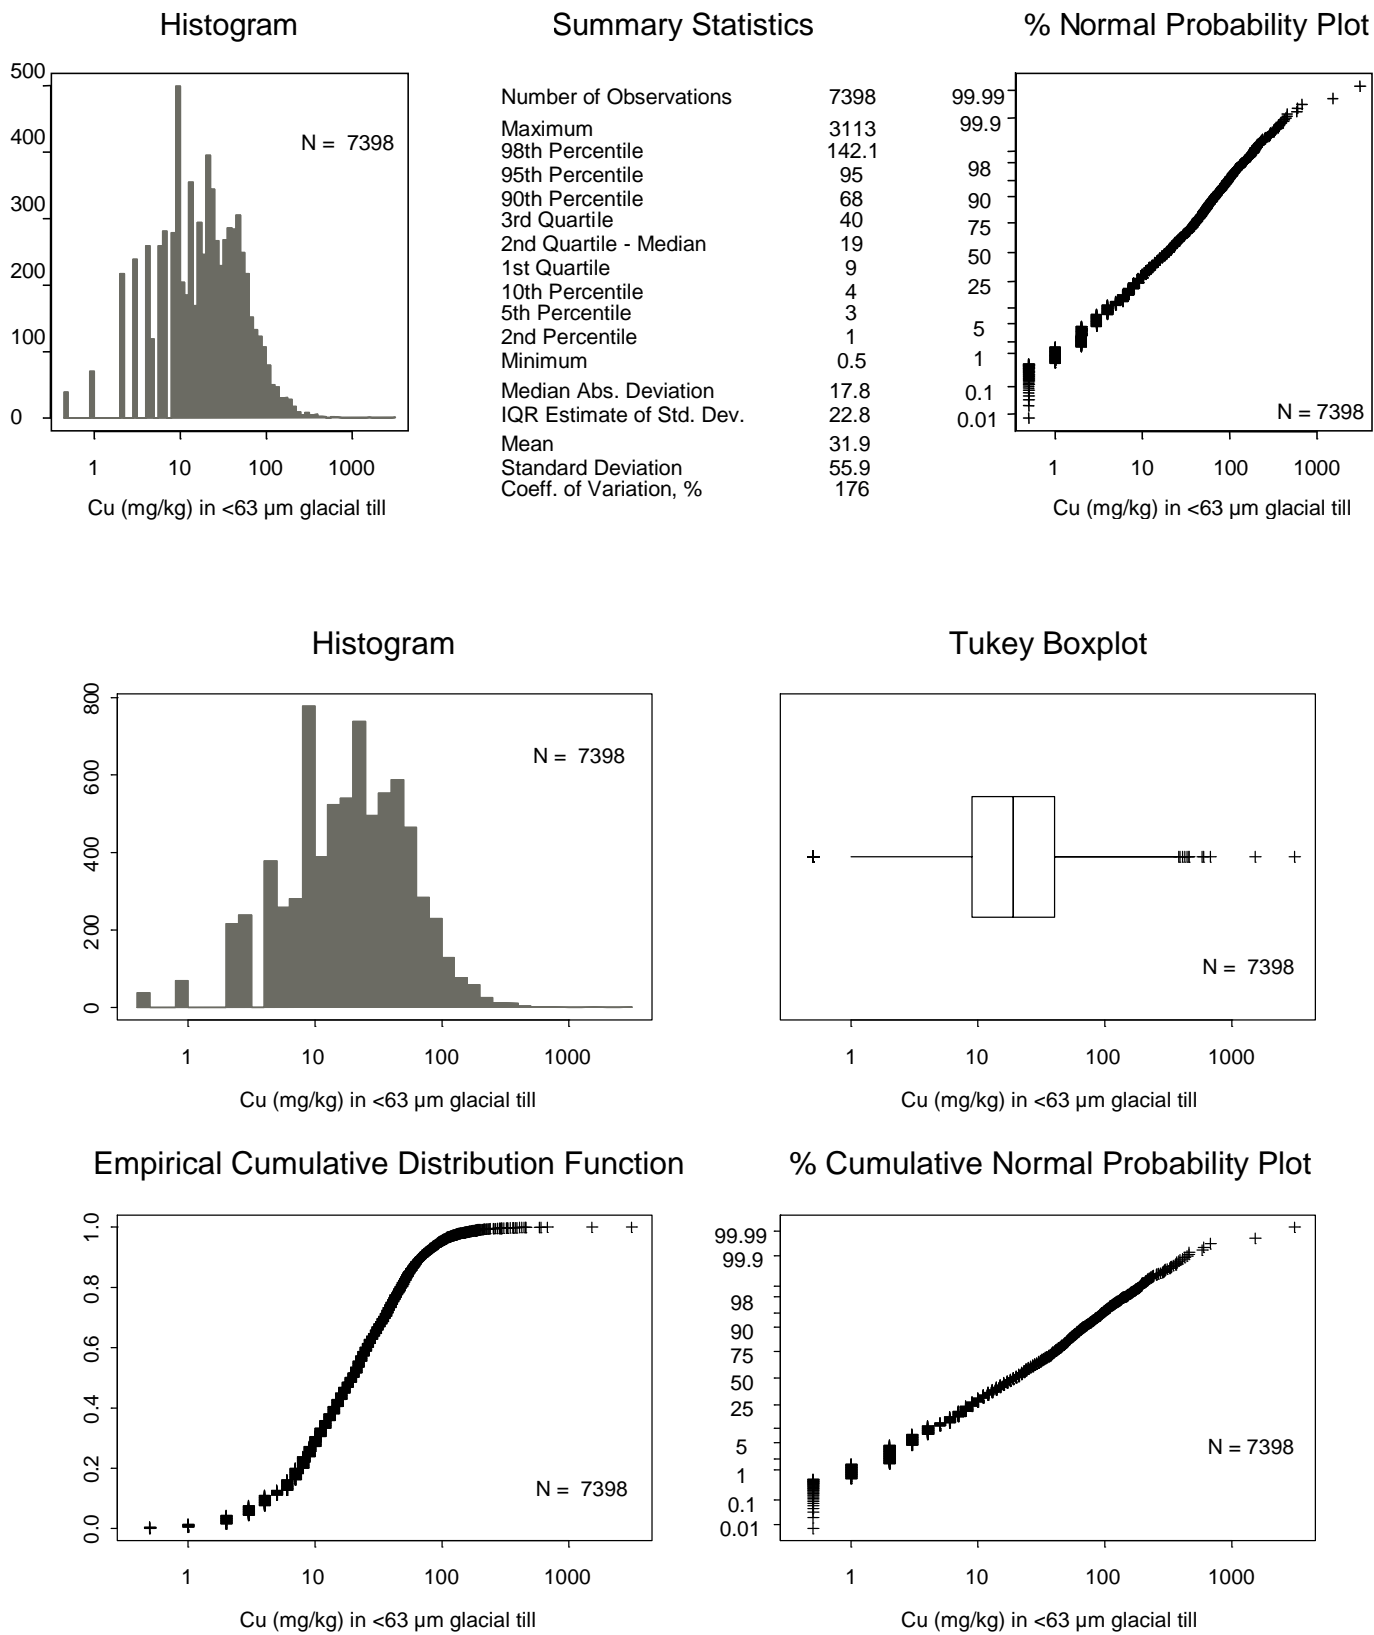 Histogram
500
400
300
200
100
0
N = 7398
1 10 100 1000
Cu (mg/kg) in <63 µm glacial till
Summary Statistics
Number of Observations 7398
Maximum 3113
98th Percentile 142.1
95th Percentile 95
90th Percentile 68
3rd Quartile 40
2nd Quartile - Median 19
1st Quartile 9
10th Percentile 4
5th Percentile 3
2nd Percentile 1
Minimum 0.5
Median Abs. Deviation 17.8
IQR Estimate of Std. Dev. 22.8
Mean 31.9
Standard Deviation 55.9
Coeff. of Variation, % 176
% Normal Probability Plot
99.99
99.9
98
90
75
50
25
5
1
0.1
0.01
N = 7398
1 10 100 1000
Cu (mg/kg) in <63 µm glacial till
Histogram
800
600
400
200
0
N = 7398
1 10 100 1000
Cu (mg/kg) in <63 µm glacial till
Tukey Boxplot
N = 7398
1 10 100 1000
Cu (mg/kg) in <63 µm glacial till
Empirical Cumulative Distribution Function
1.0
0.8
0.6
0.4
0.2
0.0
N = 7398
1 10 100 1000
Cu (mg/kg) in <63 µm glacial till
% Cumulative Normal Probability Plot
99.99
99.9
98
90
75
50
25
5
1
0.1
0.01
N = 7398
1 10 100 1000
Cu (mg/kg) in <63 µm glacial till